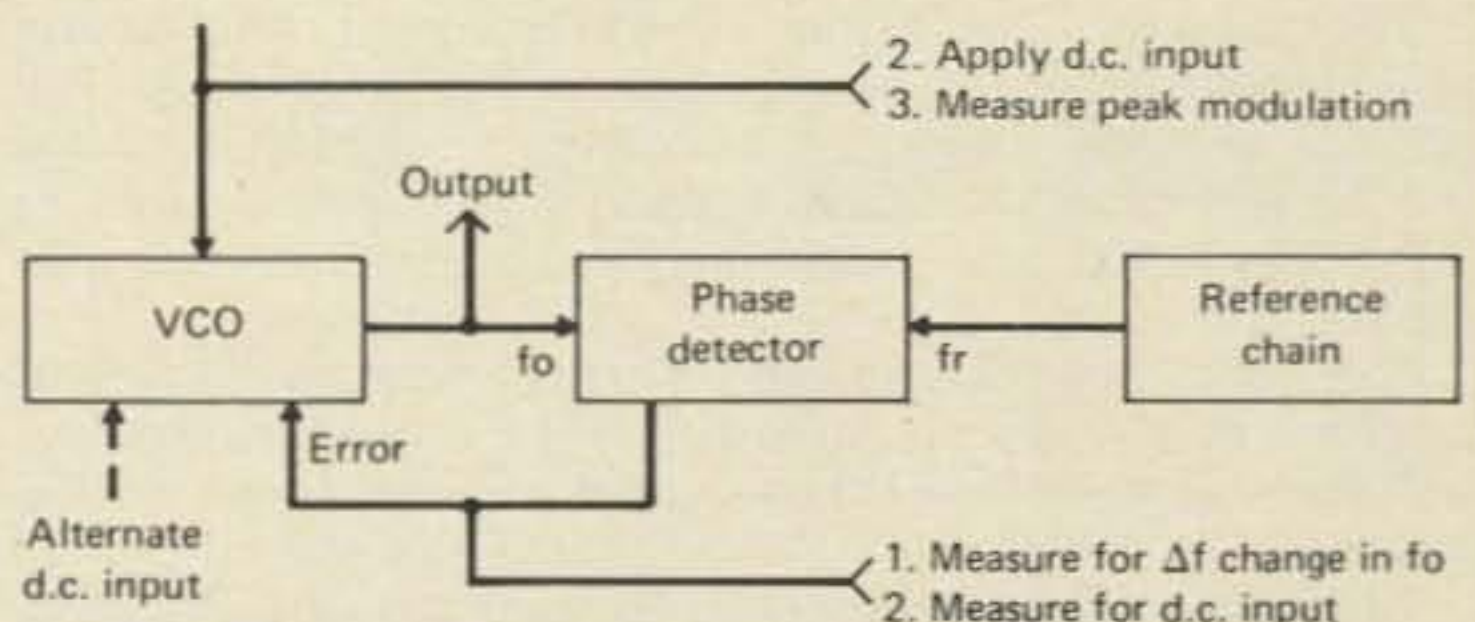 2. Apply d.c. input
3. Measure peak modulation
Output
VCO
fo
Phase
detector
fr
Reference
chain
Error
Alternate
d.c. input
1. Measure for Δf change in fo
2. Measure for d.c. input